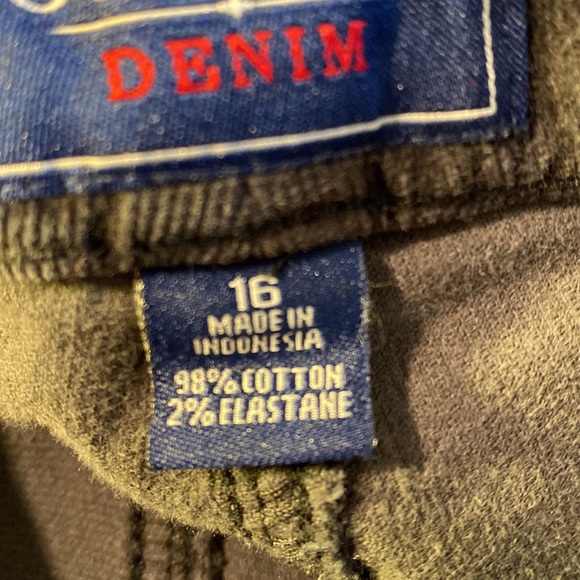 DENIM
16
MADE IN
INDONESIA
98% COTTON
2% ELASTANE